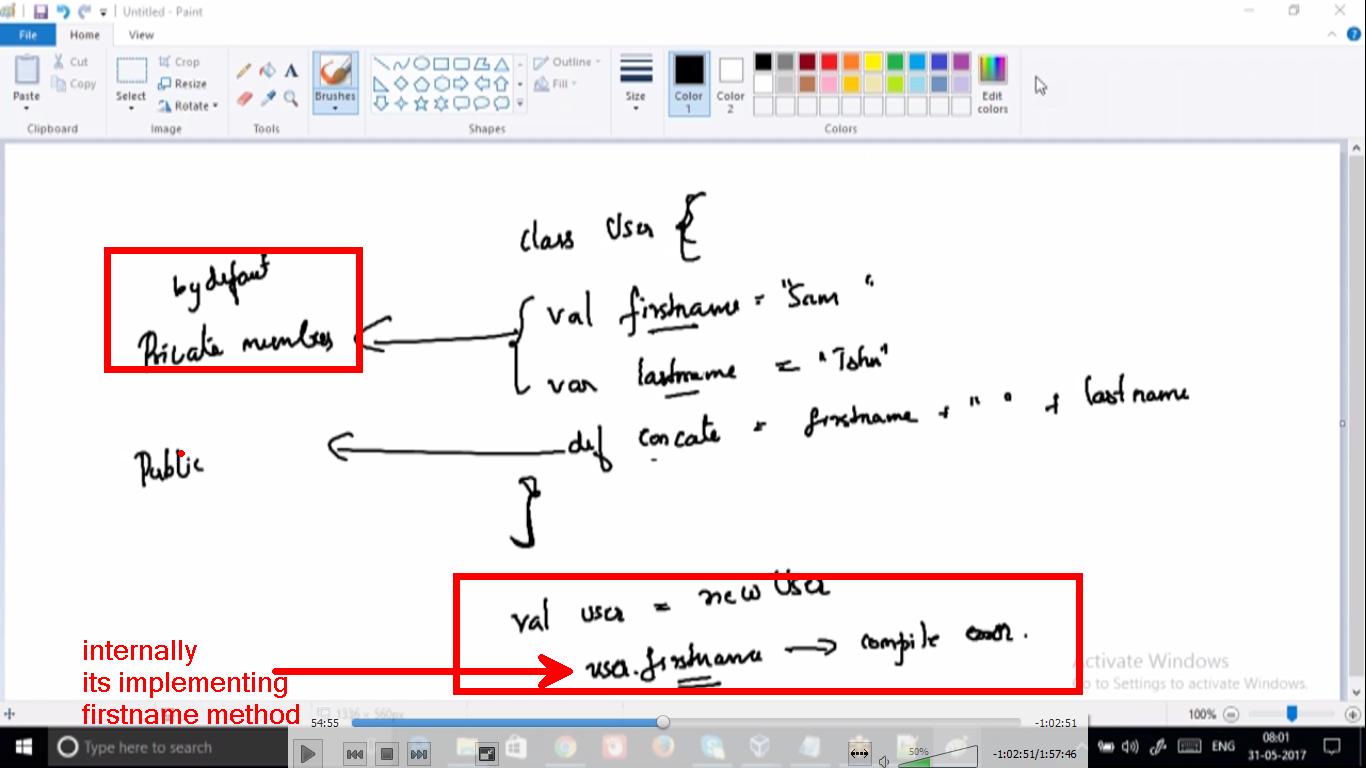 Untitled - Paint
File Home View
Paste Cut Copy Clipboard
Select Crop Resize Rotate Image
Tools
Brushes
Shapes Outline Fill
Size
Color 1 Color 2 Edit colors Colors
class User {
by default
Private members
val firstname = "Sam "
var lastname = "John"
def concate = firstname + " " + last name
Public
}
val user = new User
user.firstname → compile error.
internally
its implementing
firstname method
Activate Windows
Go to Settings to activate Windows.
1336 × 560px
100%
54:55
-1:02:51
Type here to search
50%
-1:02:51/1:57:46
ENG
08:01
31-05-2017